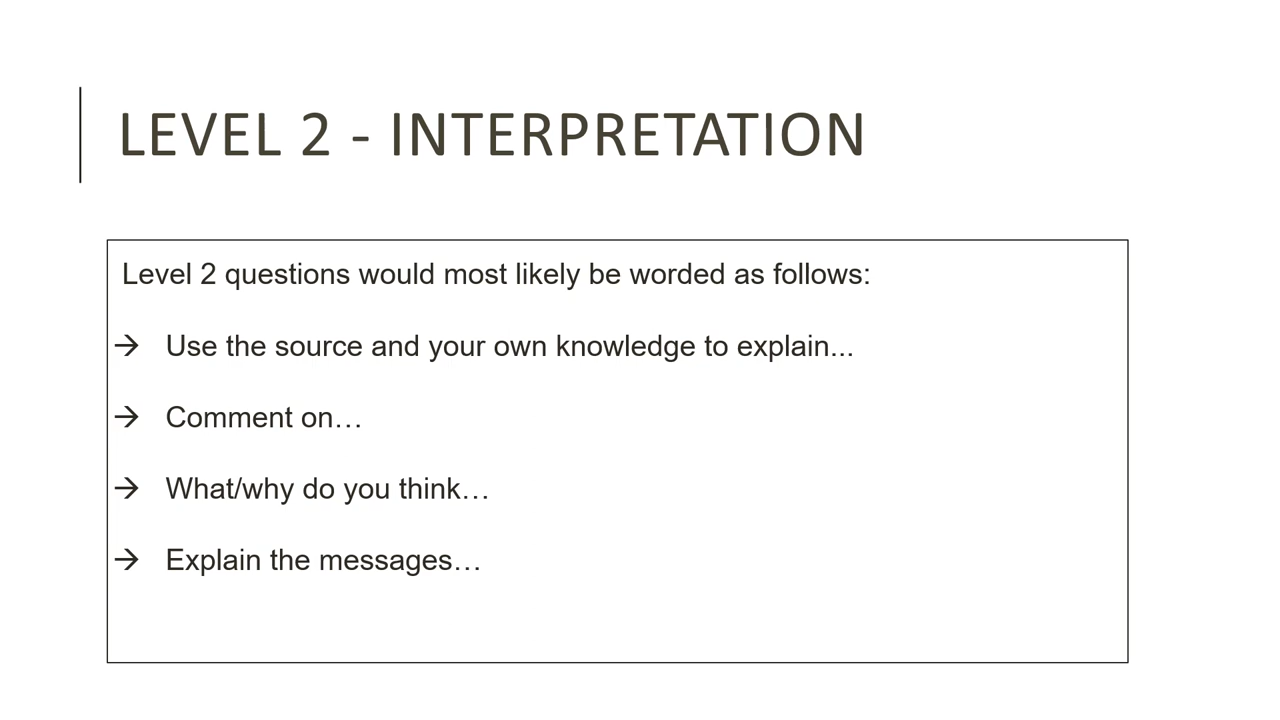 LEVEL 2 - INTERPRETATION
Level 2 questions would most likely be worded as follows:
→ Use the source and your own knowledge to explain...
→ Comment on…
→ What/why do you think…
→ Explain the messages…